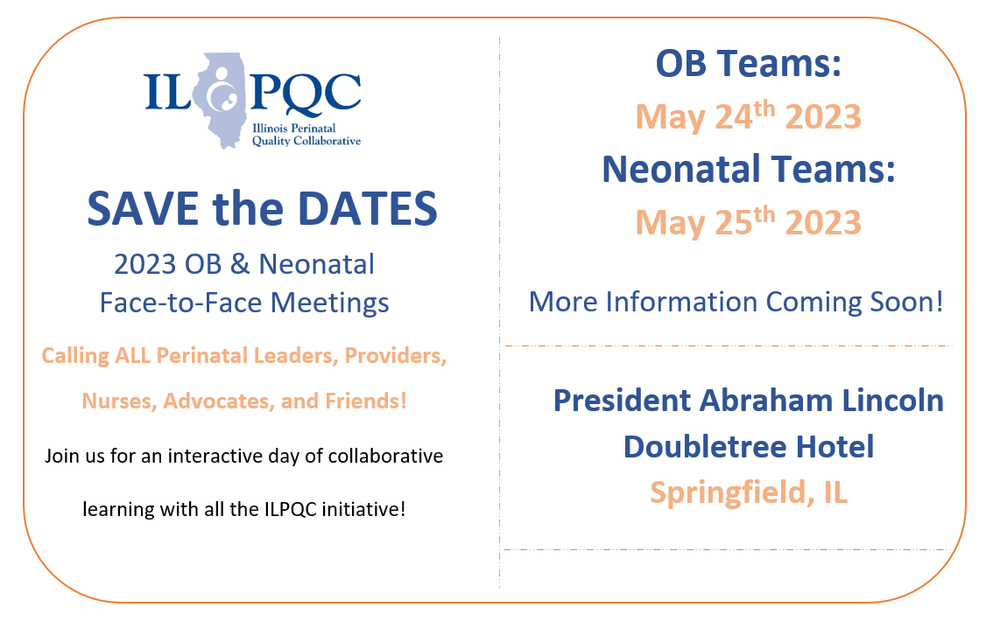 IL PQC
Illinois Perinatal
Quality Collaborative
SAVE the DATES
2023 OB & Neonatal
Face-to-Face Meetings
Calling ALL Perinatal Leaders, Providers,
Nurses, Advocates, and Friends!
Join us for an interactive day of collaborative
learning with all the ILPQC initiative!
OB Teams:
May 24th 2023
Neonatal Teams:
May 25th 2023
More Information Coming Soon!
President Abraham Lincoln
Doubletree Hotel
Springfield, IL